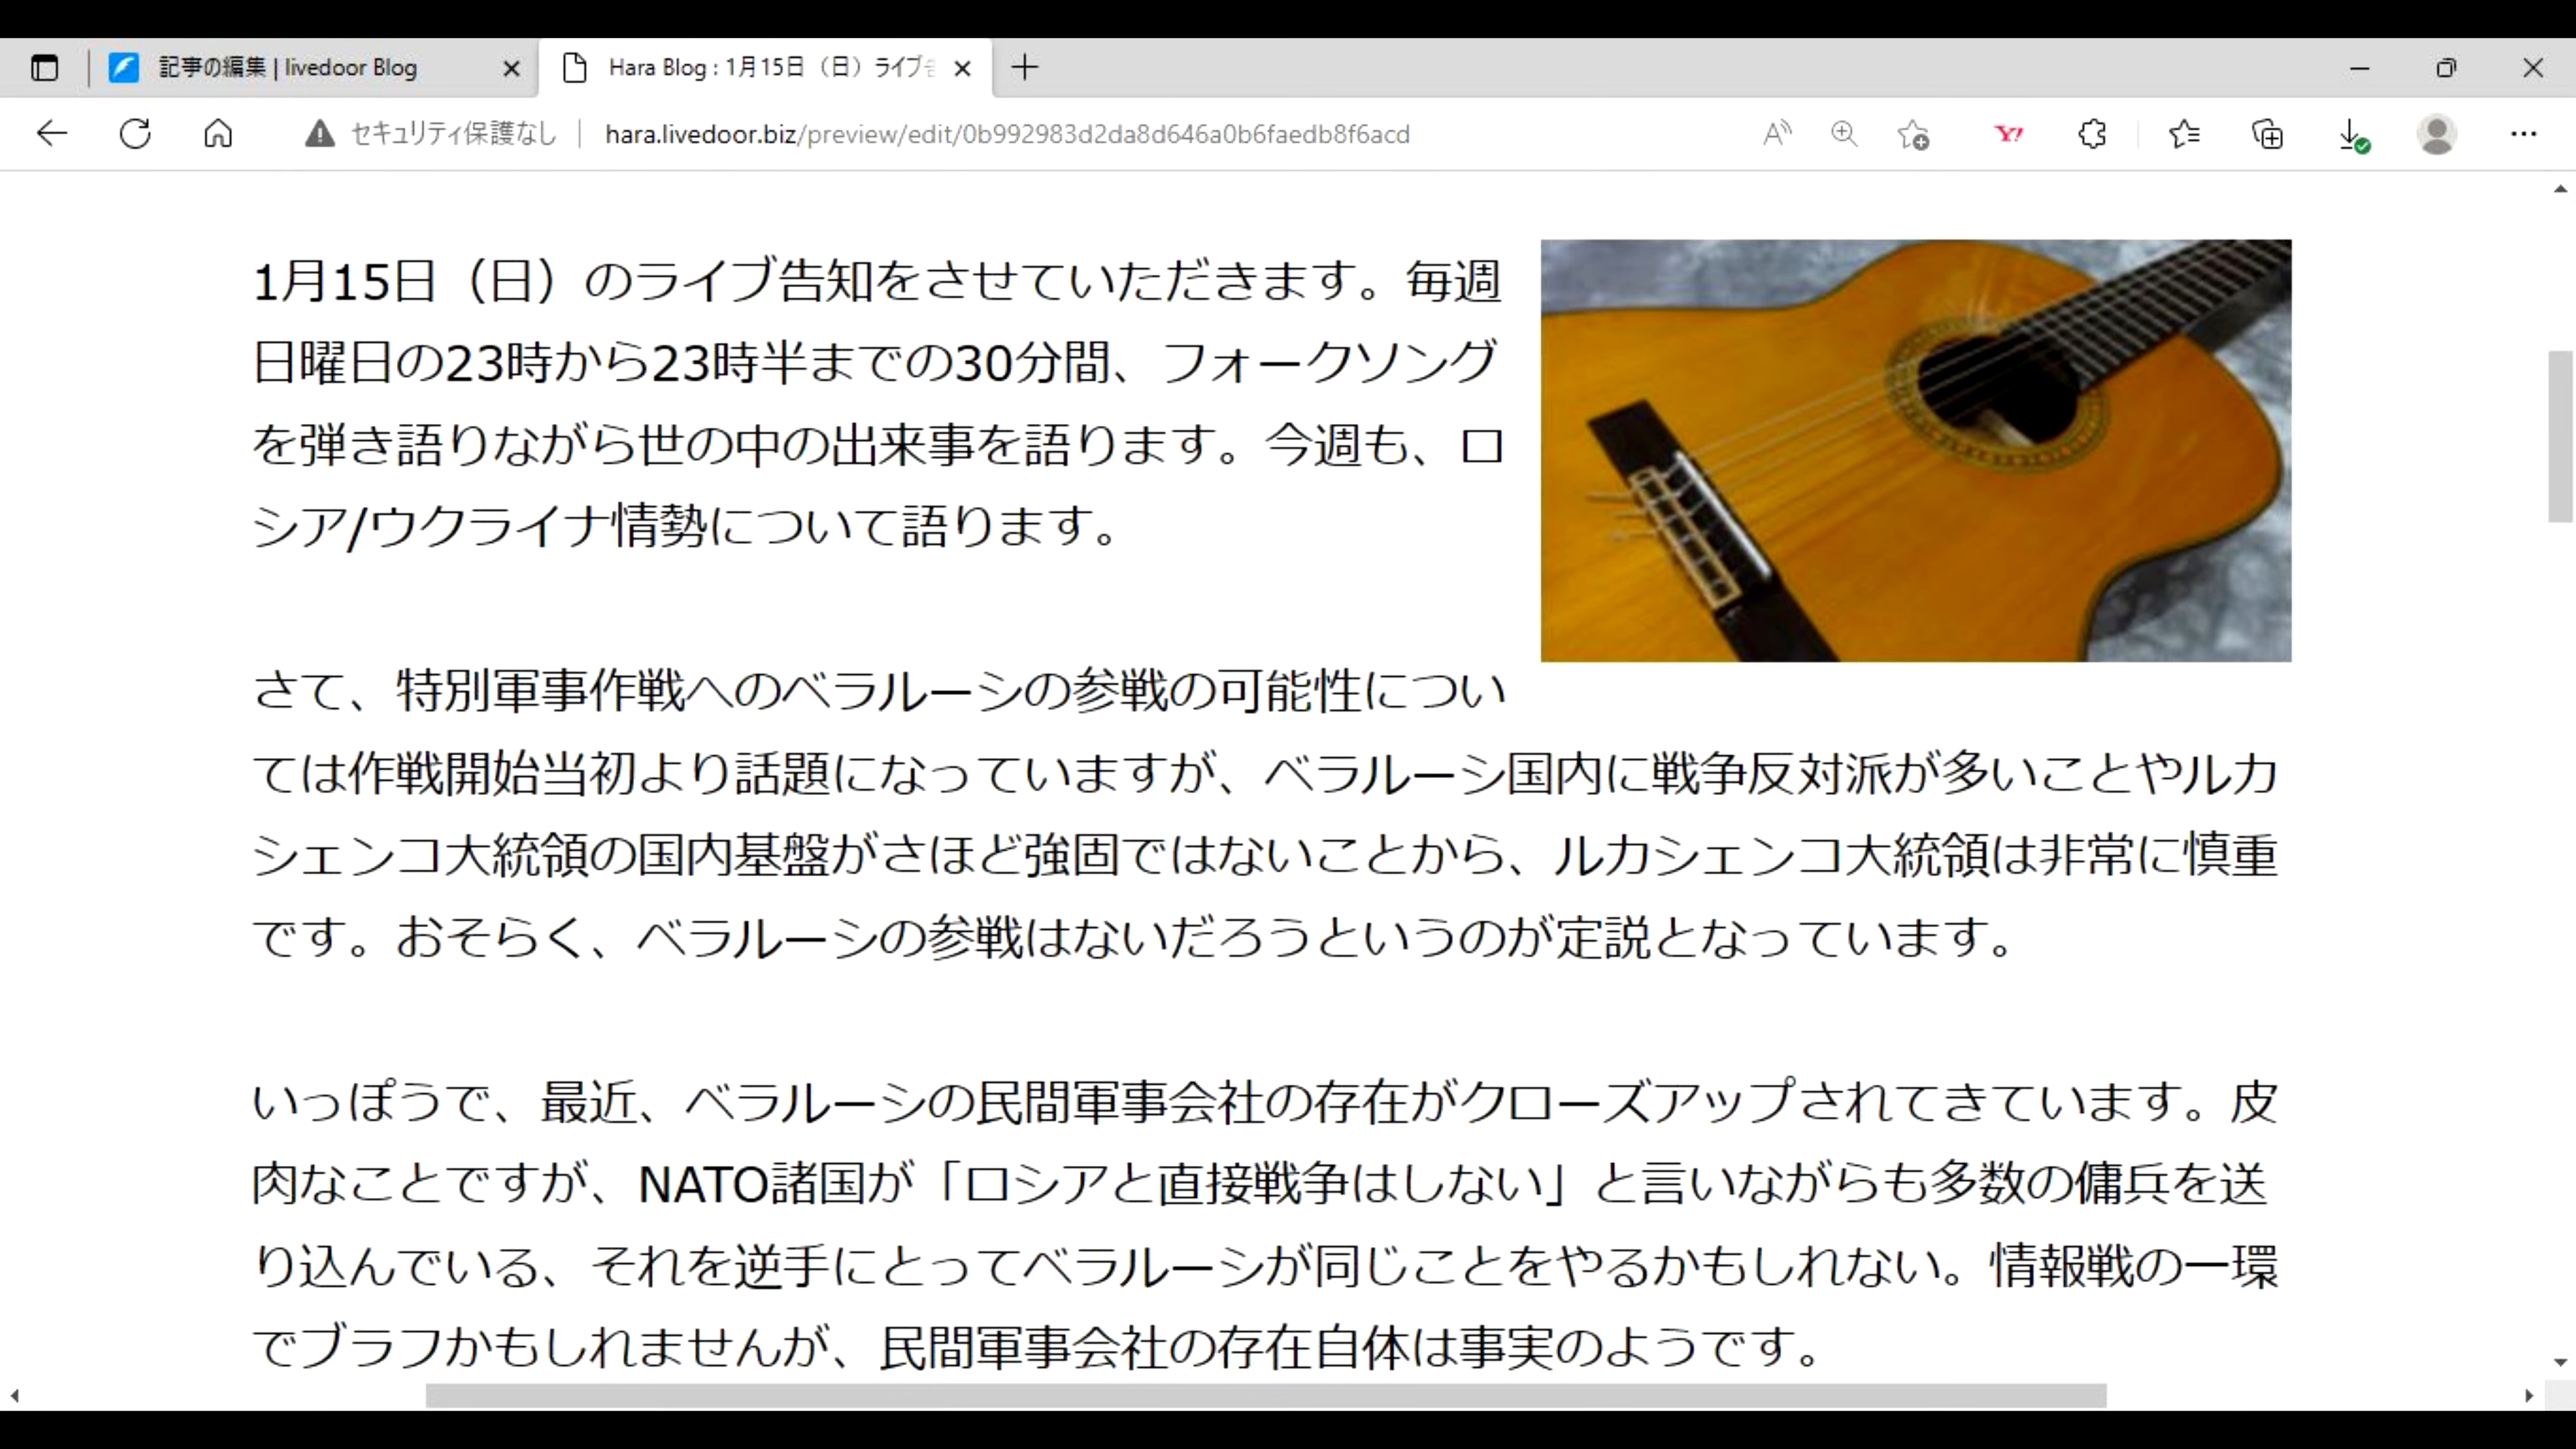 記事の編集 | livedoor Blog
Hara Blog : 1月15日（日）ライブ
セキュリティ保護なし
hara.livedoor.biz/preview/edit/0b992983d2da8d646a0b6faedb8f6acd
1月15日（日）のライブ告知をさせていただきます。毎週
日曜日の23時から23時半までの30分間、フォークソング
を弾き語りながら世の中の出来事を語ります。今週も、ロ
シア/ウクライナ情勢について語ります。
さて、特別軍事作戦へのベラルーシの参戦の可能性につい
ては作戦開始当初より話題になっていますが、ベラルーシ国内に戦争反対派が多いことやルカ
シェンコ大統領の国内基盤がさほど強固ではないことから、ルカシェンコ大統領は非常に慎重
です。おそらく、ベラルーシの参戦はないだろうというのが定説となっています。
いっぽうで、最近、ベラルーシの民間軍事会社の存在がクローズアップされてきています。皮
肉なことですが、NATO諸国が「ロシアと直接戦争はしない」と言いながらも多数の傭兵を送
り込んでいる、それを逆手にとってベラルーシが同じことをやるかもしれない。情報戦の一環
でブラフかもしれませんが、民間軍事会社の存在自体は事実のようです。